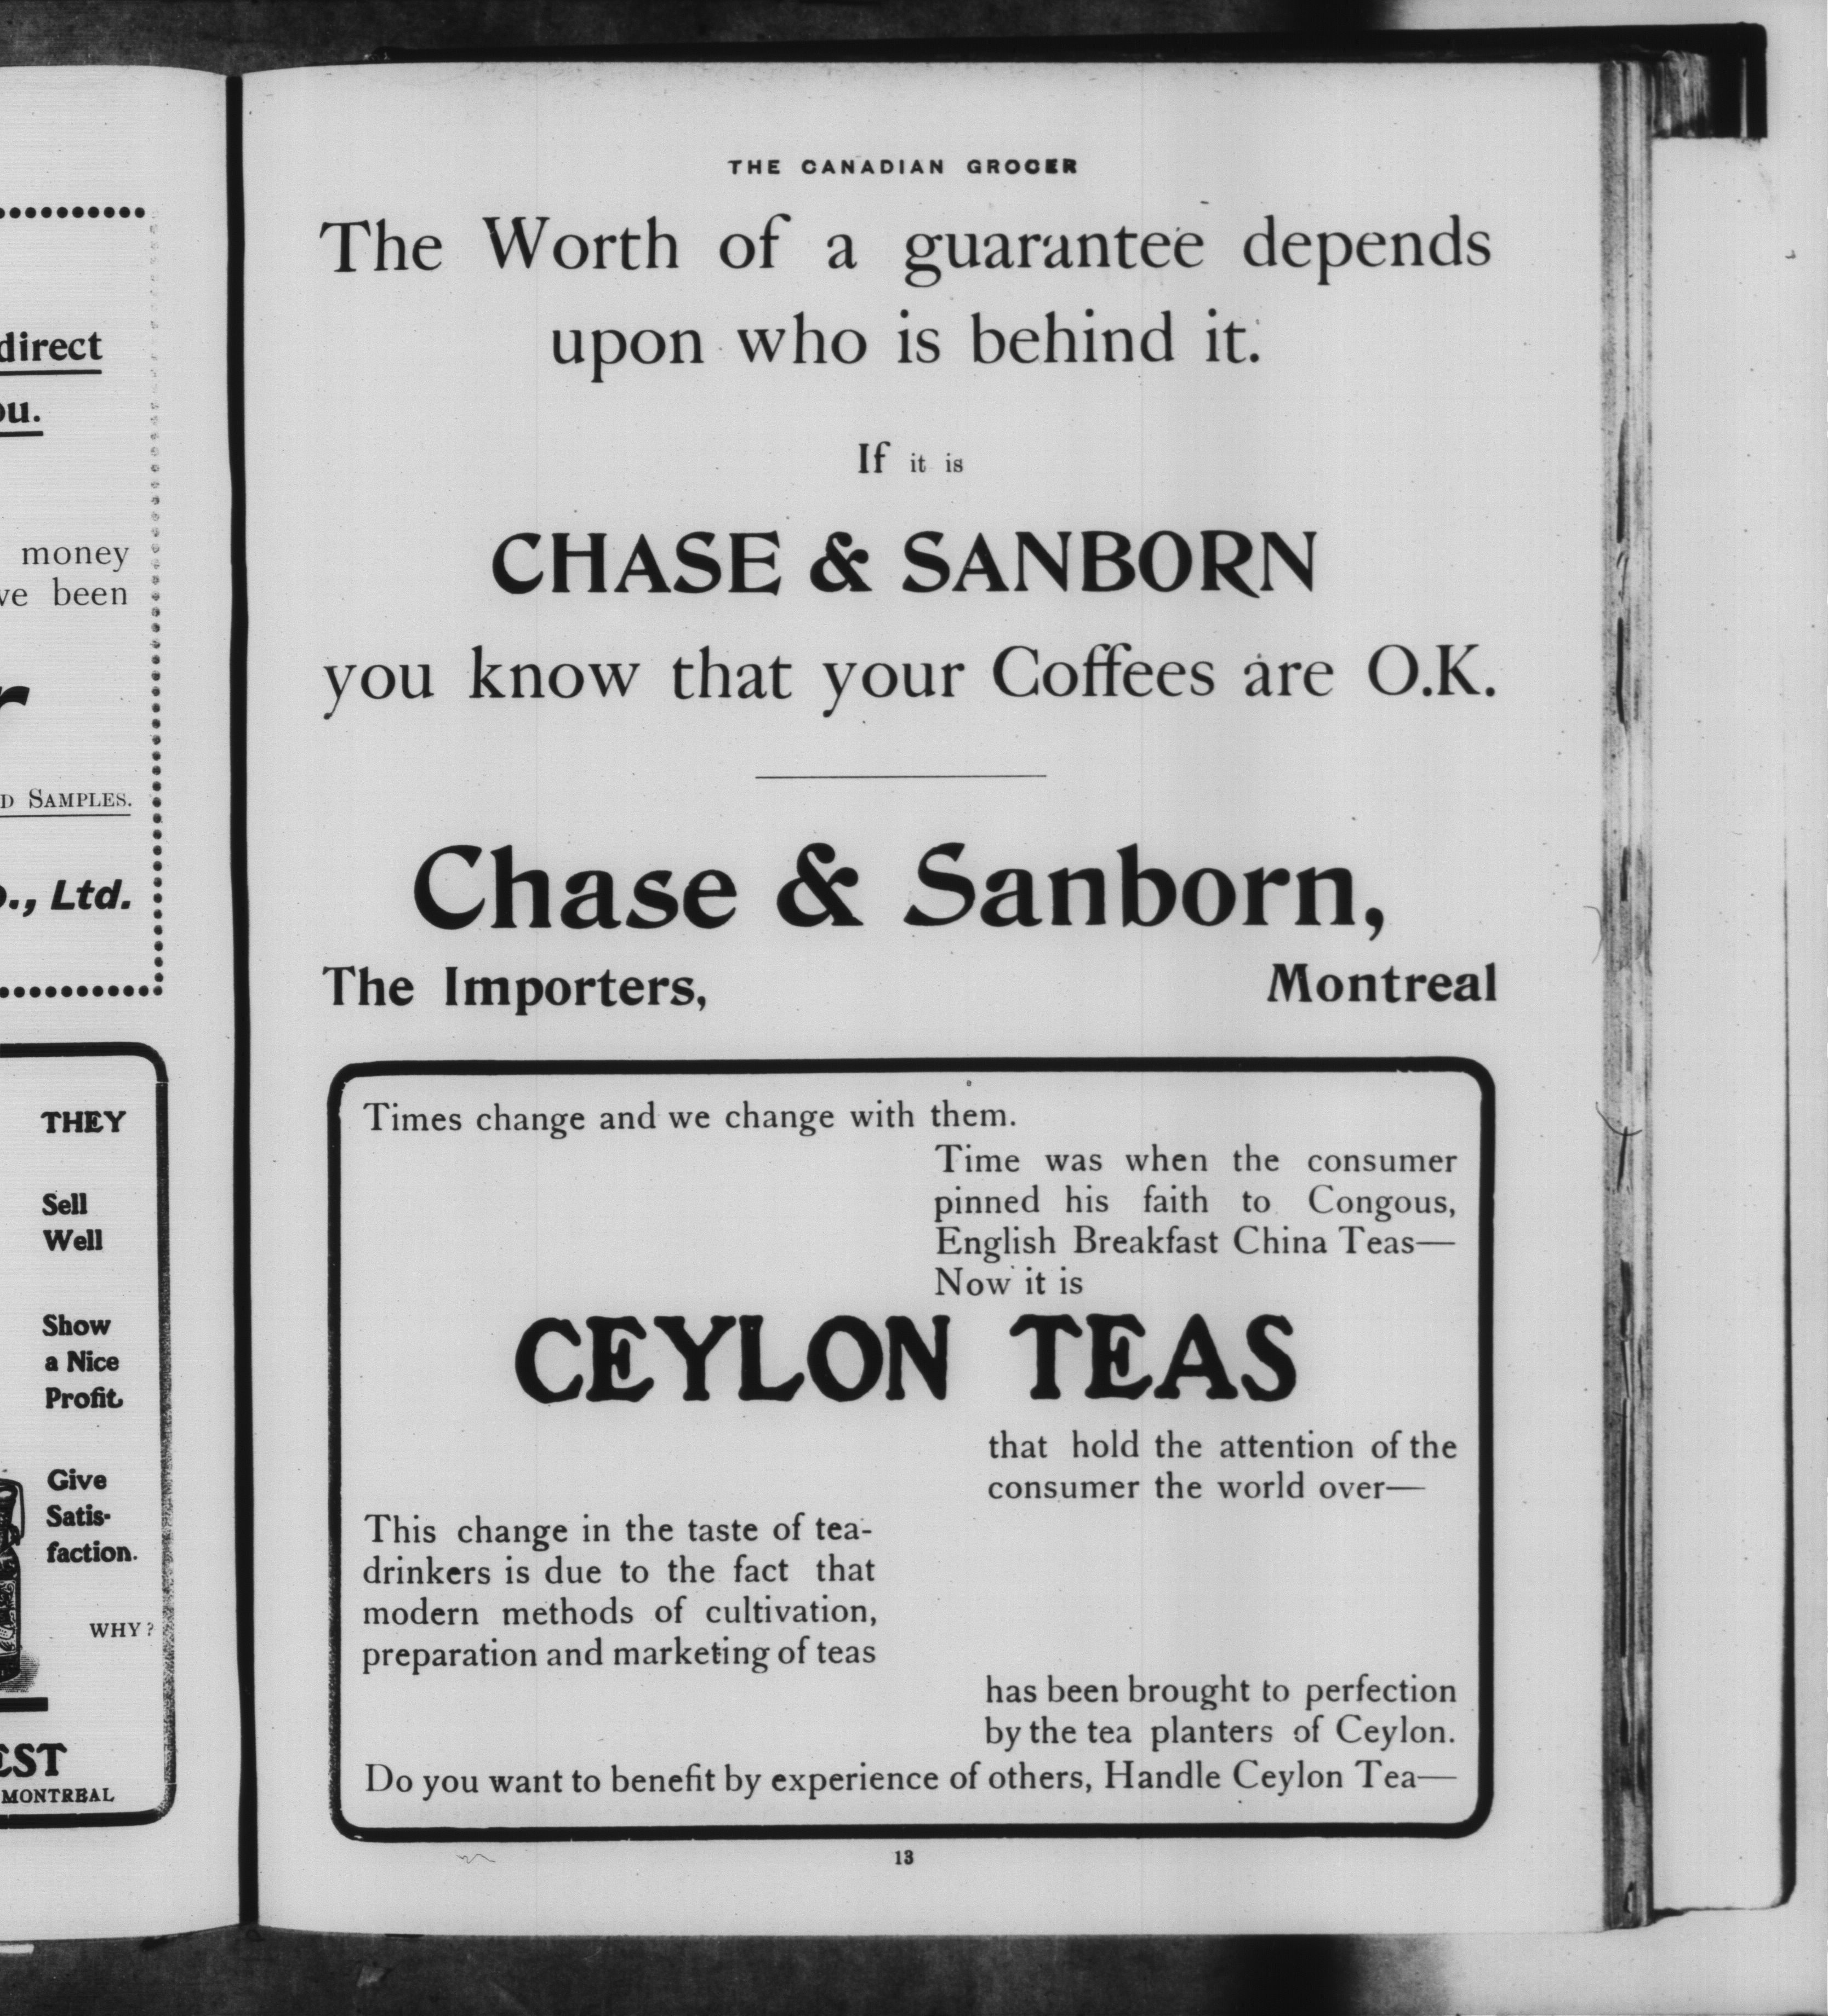 direct
ou.
money
ve been
D SAMPLES.
o., Ltd.
THEY
Sell
Well
Show
a Nice
Profit.
Give
Satis-
faction.
WHY?
EST
MONTREAL
THE CANADIAN GROCER
The Worth of a guarantee depends
upon who is behind it.
If it is
CHASE & SANBORN
you know that your Coffees are O.K.
Chase & Sanborn,
The Importers, Montreal
Times change and we change with them.
Time was when the consumer
pinned his faith to Congous,
English Breakfast China Teas—
Now it is
CEYLON TEAS
that hold the attention of the
consumer the world over—
This change in the taste of tea-
drinkers is due to the fact that
modern methods of cultivation,
preparation and marketing of teas
has been brought to perfection
by the tea planters of Ceylon.
Do you want to benefit by experience of others, Handle Ceylon Tea—
13